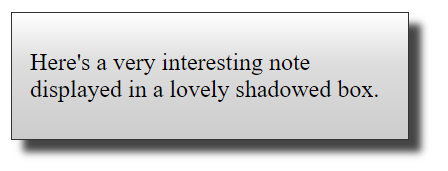 Here's a very interesting note
displayed in a lovely shadowed box.